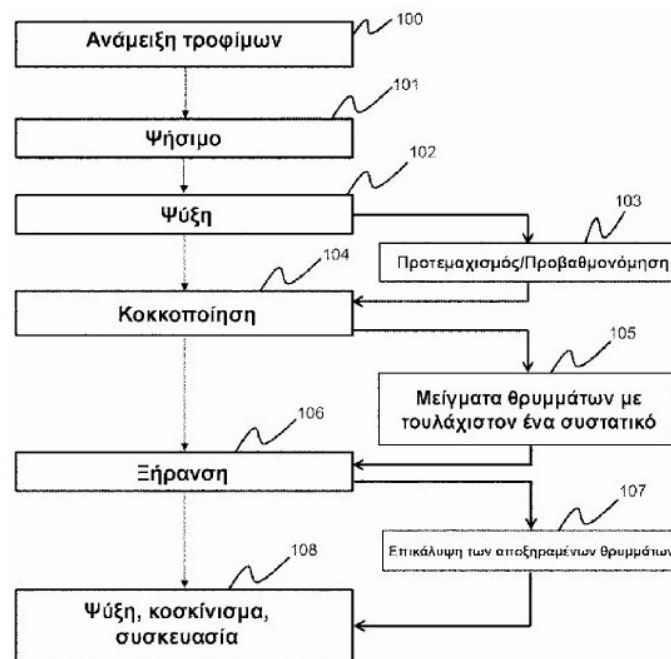 100
Ανάμειξη τροφίμων
101
Ψήσιμο
102
Ψύξη
103
Προτεμαχισμός/Προβαθμονόμηση
104
Κοκκοποίηση
105
Μείγματα θρυμμάτων με
τουλάχιστον ένα συστατικό
106
Ξήρανση
107
Επικάλυψη των αποξηραμένων θρυμμάτων
108
Ψύξη, κοσκίνισμα,
συσκευασία